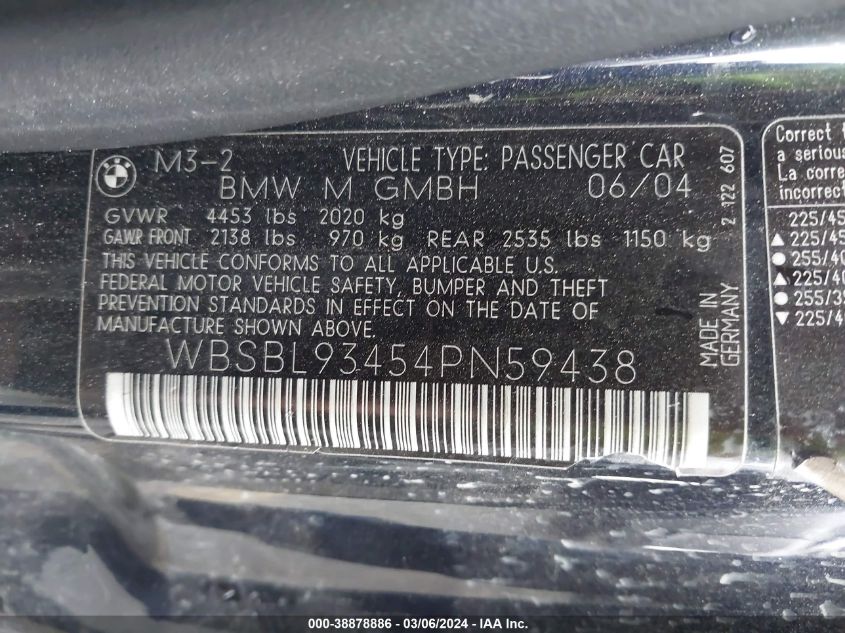 BMW
M3-2 VEHICLE TYPE: PASSENGER CAR
BMW M GMBH 06/04
GVWR 4453 lbs 2020 kg
GAWR FRONT 2138 lbs 970 kg REAR 2535 lbs 1150 kg
THIS VEHICLE CONFORMS TO ALL APPLICABLE U.S.
FEDERAL MOTOR VEHICLE SAFETY, BUMPER AND THEFT
PREVENTION STANDARDS IN EFFECT ON THE DATE OF
MANUFACTURE SHOWN ABOVE.
WBSBL93454PN59438
MADE IN
GERMANY
2 122 607
Correct
a serious
La corre
incorrect
225/45
▲ 225/45
● 255/40
▲ 225/40
● 255/35
▼ 225/4
000-38878886 - 03/06/2024 - IAA Inc.